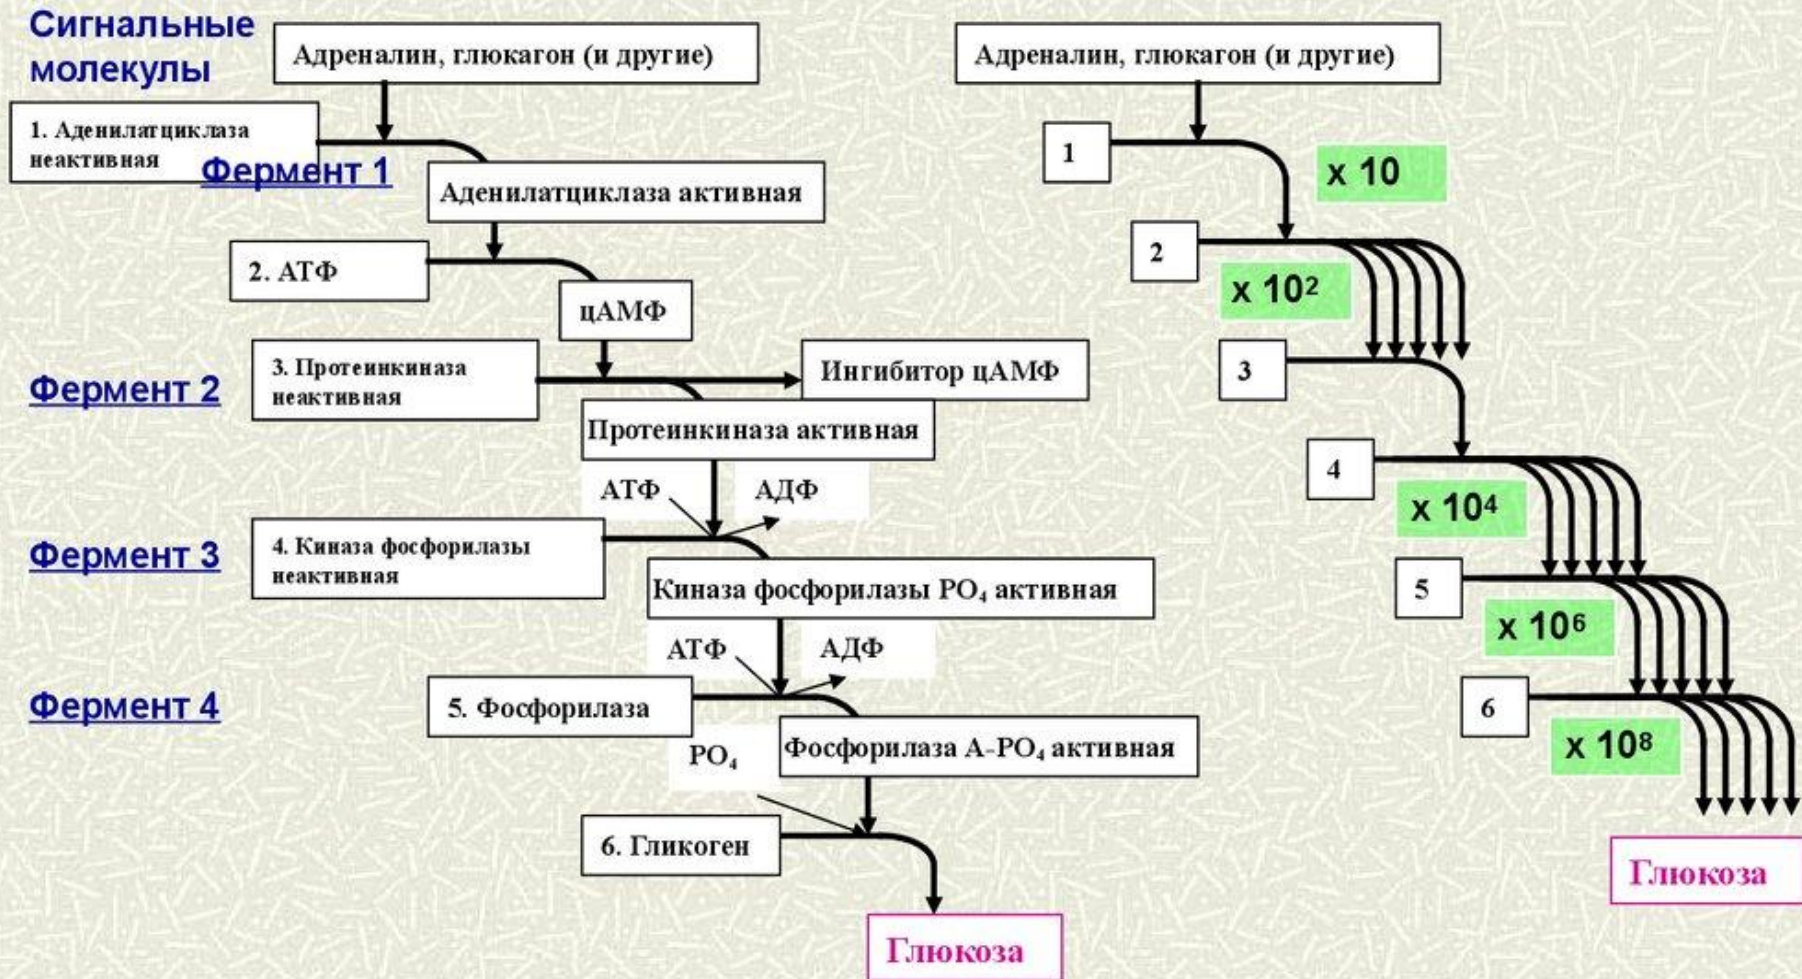 Сигнальные
молекулы
Адреналин, глюкагон (и другие)
1. Аденилатциклаза
неактивная
Фермент 1
Аденилатциклаза активная
2. АТФ
цАМФ
Фермент 2
3. Протеинкиназа
неактивная
Ингибитор цАМФ
Протеинкиназа активная
АТФ
АДФ
Фермент 3
4. Киназа фосфорилазы
неактивная
Киназа фосфорилазы PO₄ активная
АТФ
АДФ
Фермент 4
5. Фосфорилаза
PO₄
Фосфорилаза А-PO₄ активная
6. Гликоген
Глюкоза
Адреналин, глюкагон (и другие)
1
x 10
2
x 10²
3
4
x 10⁴
5
x 10⁶
6
x 10⁸
Глюкоза